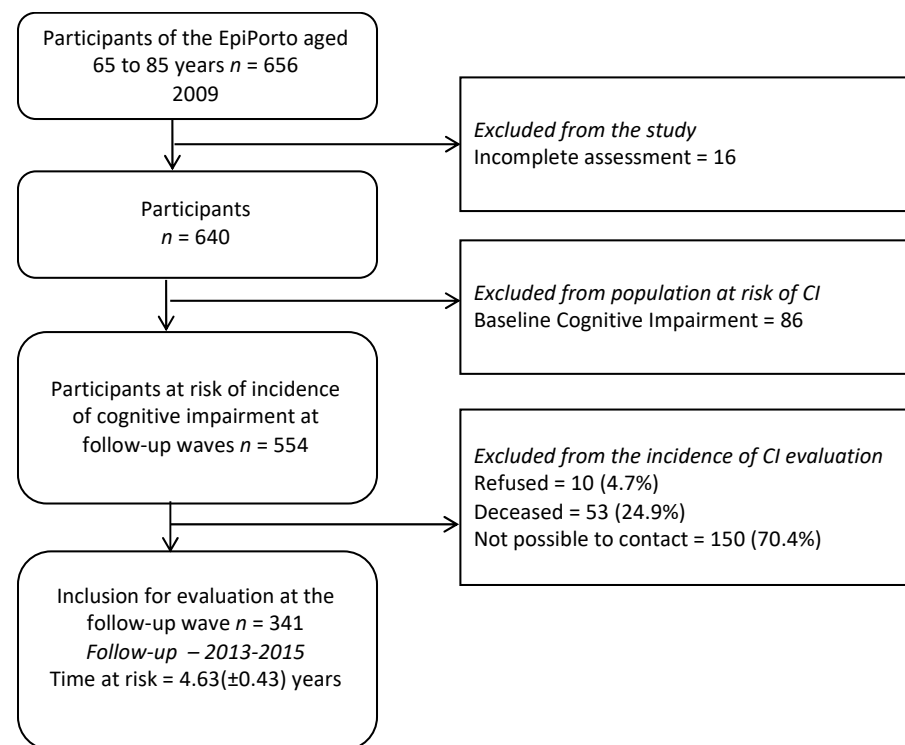 Participants of the EpiPorto aged
65 to 85 years n = 656
2009
Excluded from the study
Incomplete assessment = 16
Participants
n = 640
Excluded from population at risk of CI
Baseline Cognitive Impairment = 86
Participants at risk of incidence
of cognitive impairment at
follow-up waves n = 554
Excluded from the incidence of CI evaluation
Refused = 10 (4.7%)
Deceased = 53 (24.9%)
Not possible to contact = 150 (70.4%)
Inclusion for evaluation at the
follow-up wave n = 341
Follow-up – 2013-2015
Time at risk = 4.63(±0.43) years